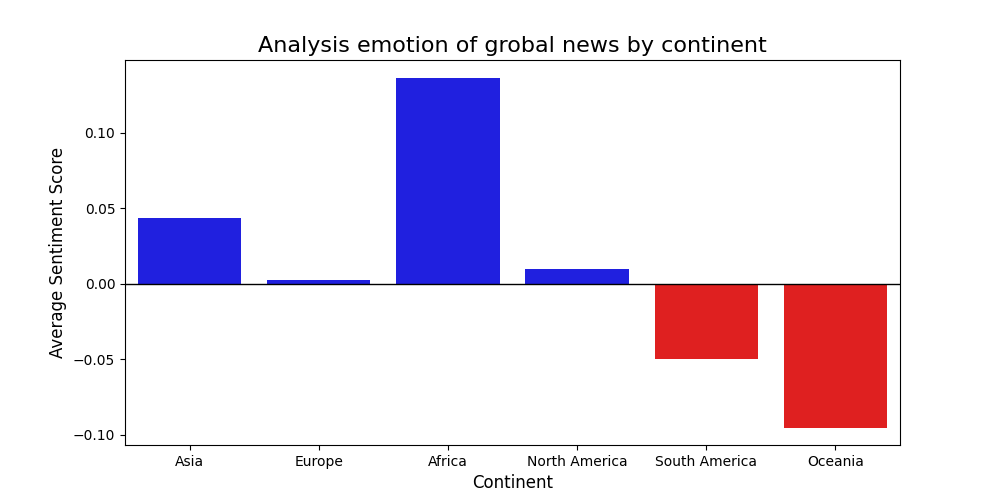 Analysis emotion of grobal news by continent
Average Sentiment Score
0.10
0.05
0.00
−0.05
−0.10
Asia Europe Africa North America South America Oceania
Continent